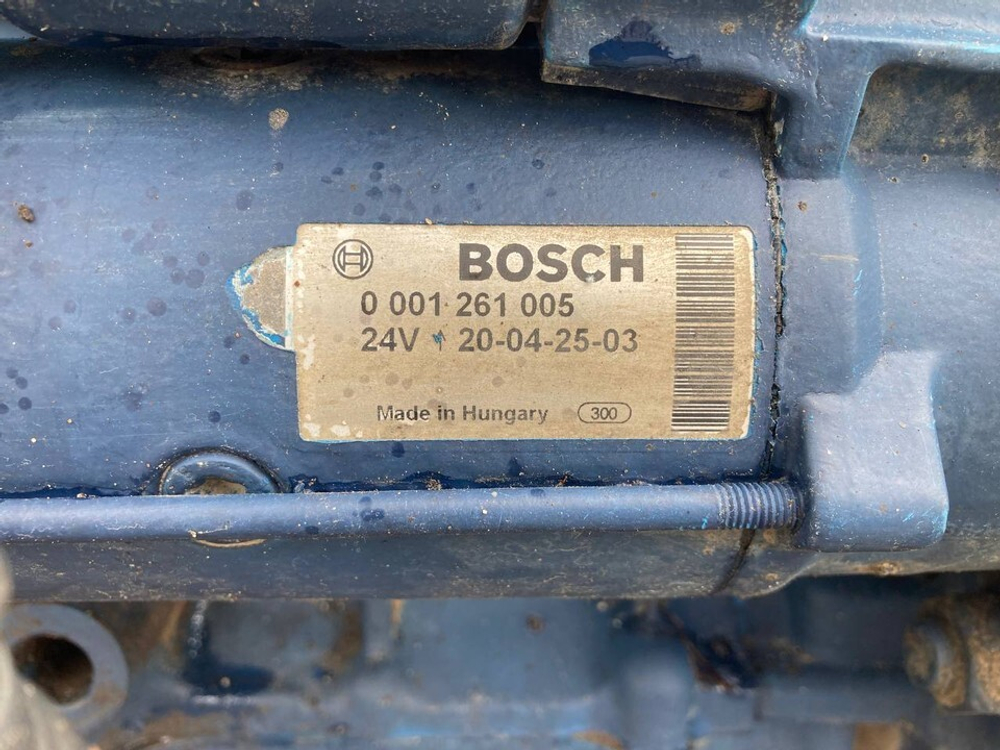 BOSCH
0 001 261 005
24V 20-04-25-03
Made in Hungary 300